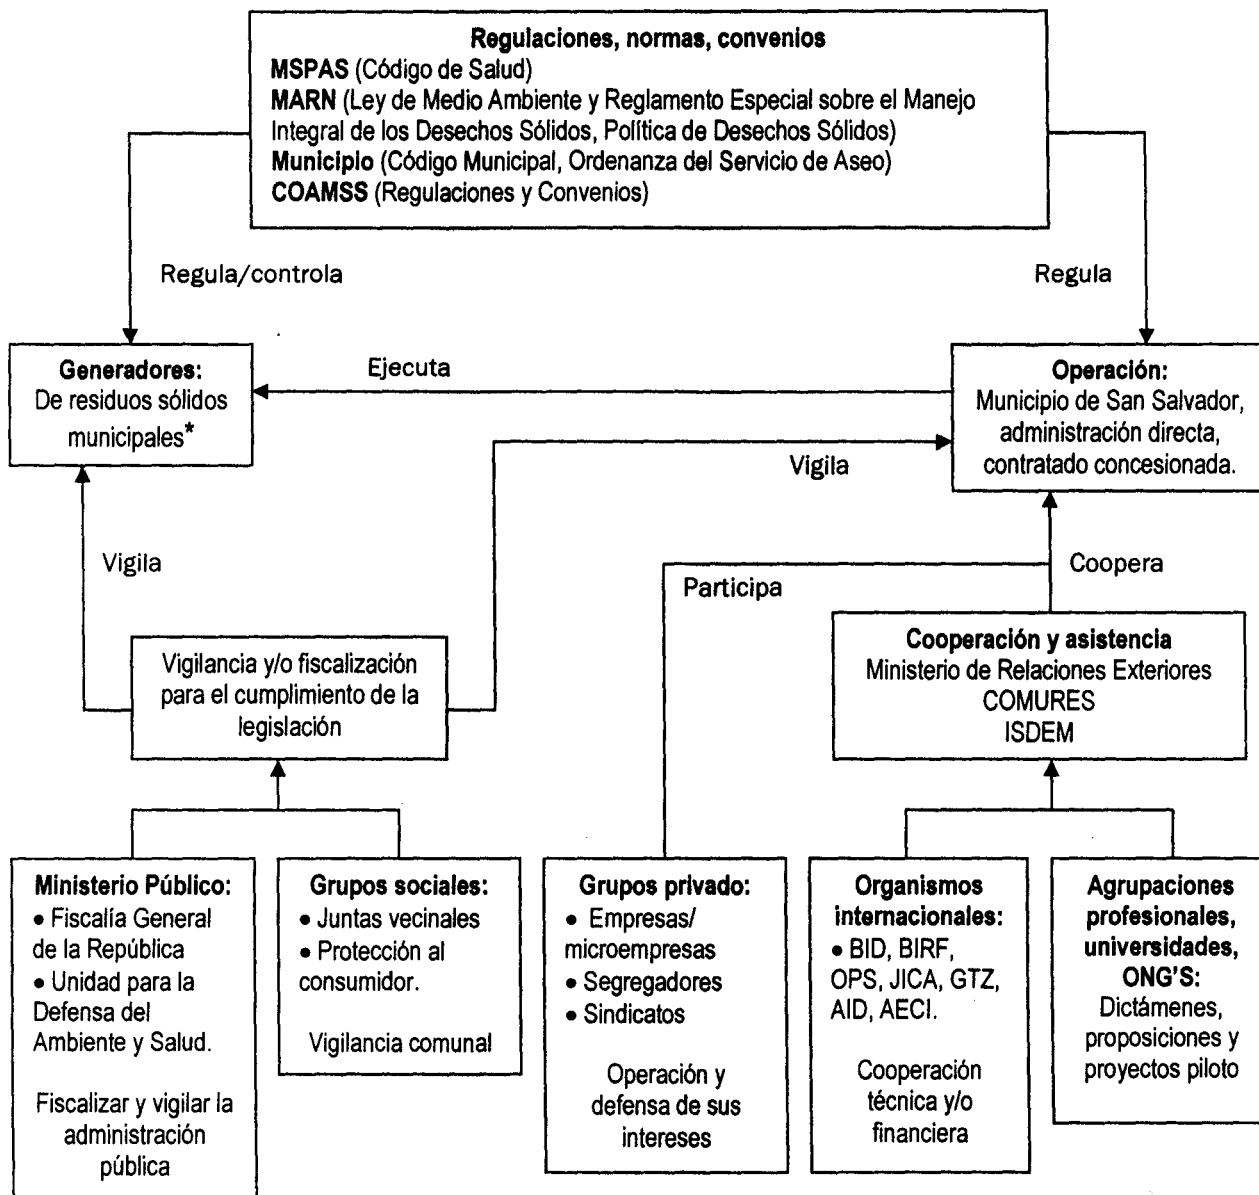 Regulaciones, normas, convenios
MSPAS (Código de Salud)
MARN (Ley de Medio Ambiente y Reglamento Especial sobre el Manejo
Integral de los Desechos Sólidos, Política de Desechos Sólidos)
Municipio (Código Municipal, Ordenanza del Servicio de Aseo)
COAMSS (Regulaciones y Convenios)
Regula/controla
Regula
Generadores:
De residuos sólidos
municipales*
Ejecuta
Operación:
Municipio de San Salvador,
administración directa,
contratado concesionada.
Vigila
Vigila
Participa
Coopera
Vigilancia y/o fiscalización
para el cumplimiento de la
legislación
Cooperación y asistencia
Ministerio de Relaciones Exteriores
COMURES
ISDEM
Ministerio Público:
• Fiscalía General
de la República
• Unidad para la
Defensa del
Ambiente y Salud.
Fiscalizar y vigilar la
administración
pública
Grupos sociales:
• Juntas vecinales
• Protección al
consumidor.
Vigilancia comunal
Grupos privado:
• Empresas/
microempresas
• Segregadores
• Sindicatos
Operación y
defensa de sus
intereses
Organismos
internacionales:
• BID, BIRF,
OPS, JICA, GTZ,
AID, AECI.
Cooperación
técnica y/o
financiera
Agrupaciones
profesionales,
universidades,
ONG'S:
Dictámenes,
proposiciones y
proyectos piloto